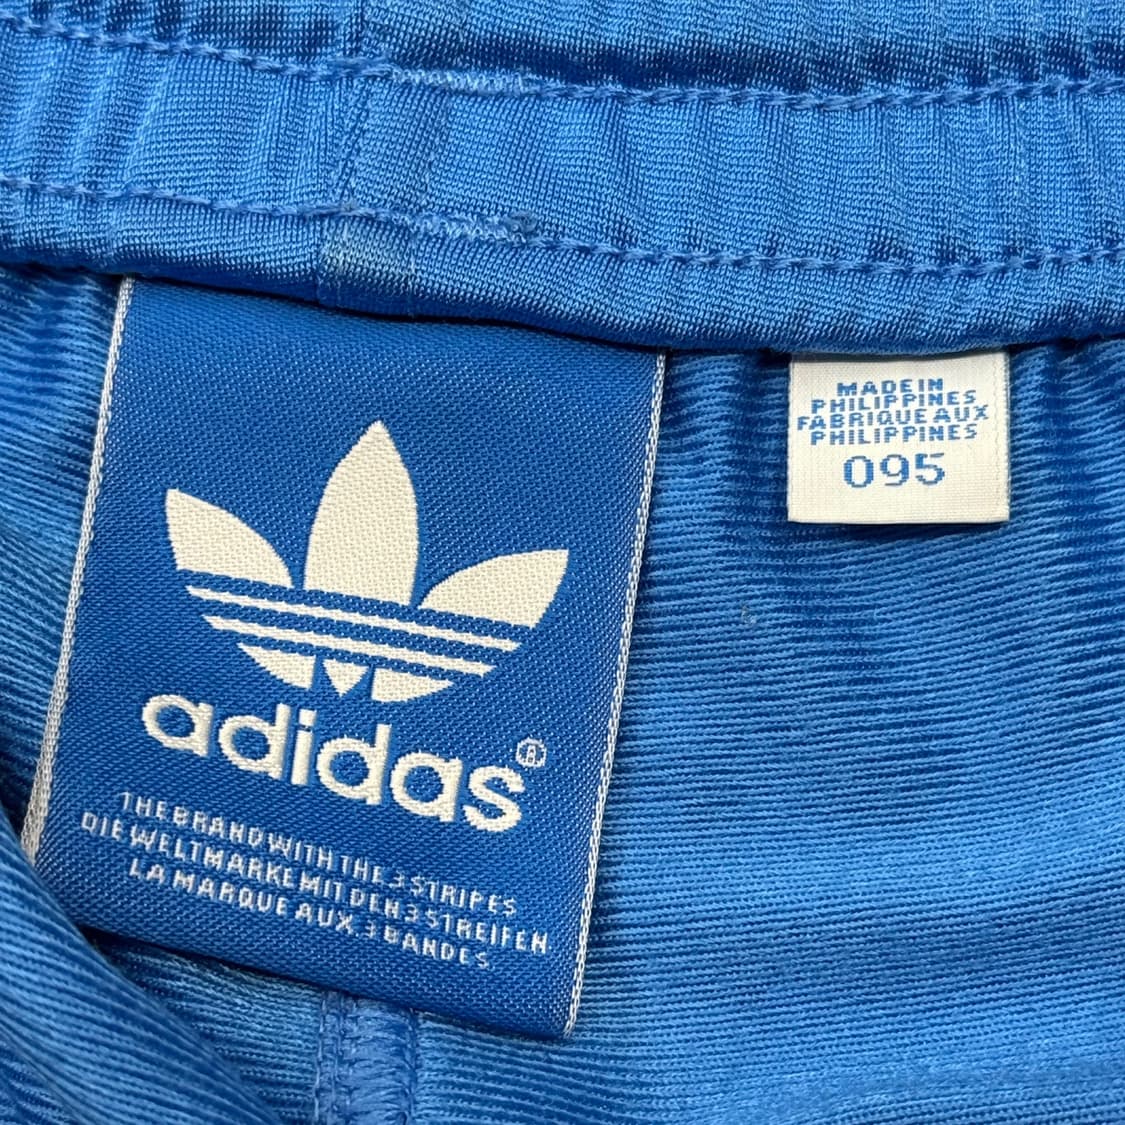 adidas®
THE BRAND WITH THE 3 STRIPES
DIE WELTMARKE MIT DEN 3 STREIFEN
LA MARQUE AUX 3 BANDES
MADE IN
PHILIPPINES
FABRIQUE AUX
PHILIPPINES
095